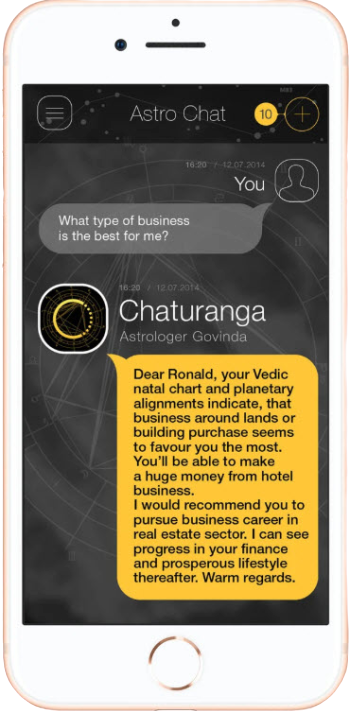 5083
Astro Chat
10
16:20 / 12.07.2014
You
What type of business
is the best for me?
16:20 / 12.07.2014
Chaturanga
Astrologer Govinda
Dear Ronald, your Vedic
natal chart and planetary
alignments indicate, that
business around lands or
building purchase seems
to favour you the most.
You'll be able to make
a huge money from hotel
business.
I would recommend you to
pursue business career in
real estate sector. I can see
progress in your finance
and prosperous lifestyle
thereafter. Warm regards.